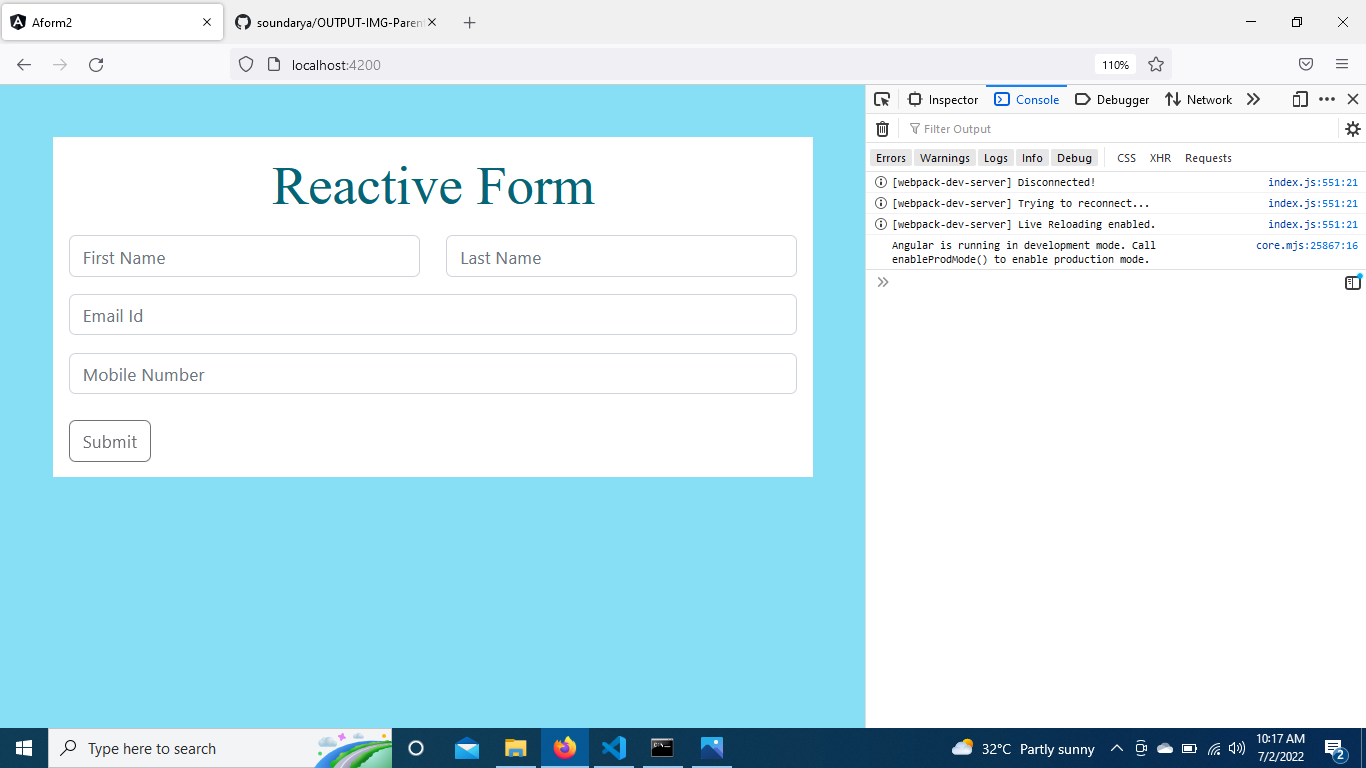 Aform2
soundarya/OUTPUT-IMG-Paren
localhost:4200
110%
Reactive Form
First Name
Last Name
Email Id
Mobile Number
Submit
Inspector
Console
Debugger
Network
Filter Output
Errors
Warnings
Logs
Info
Debug
CSS
XHR
Requests
[webpack-dev-server] Disconnected!
index.js:551:21
[webpack-dev-server] Trying to reconnect...
index.js:551:21
[webpack-dev-server] Live Reloading enabled.
index.js:551:21
Angular is running in development mode. Call
core.mjs:25867:16
enableProdMode() to enable production mode.
Type here to search
32°C Partly sunny
10:17 AM
7/2/2022
2